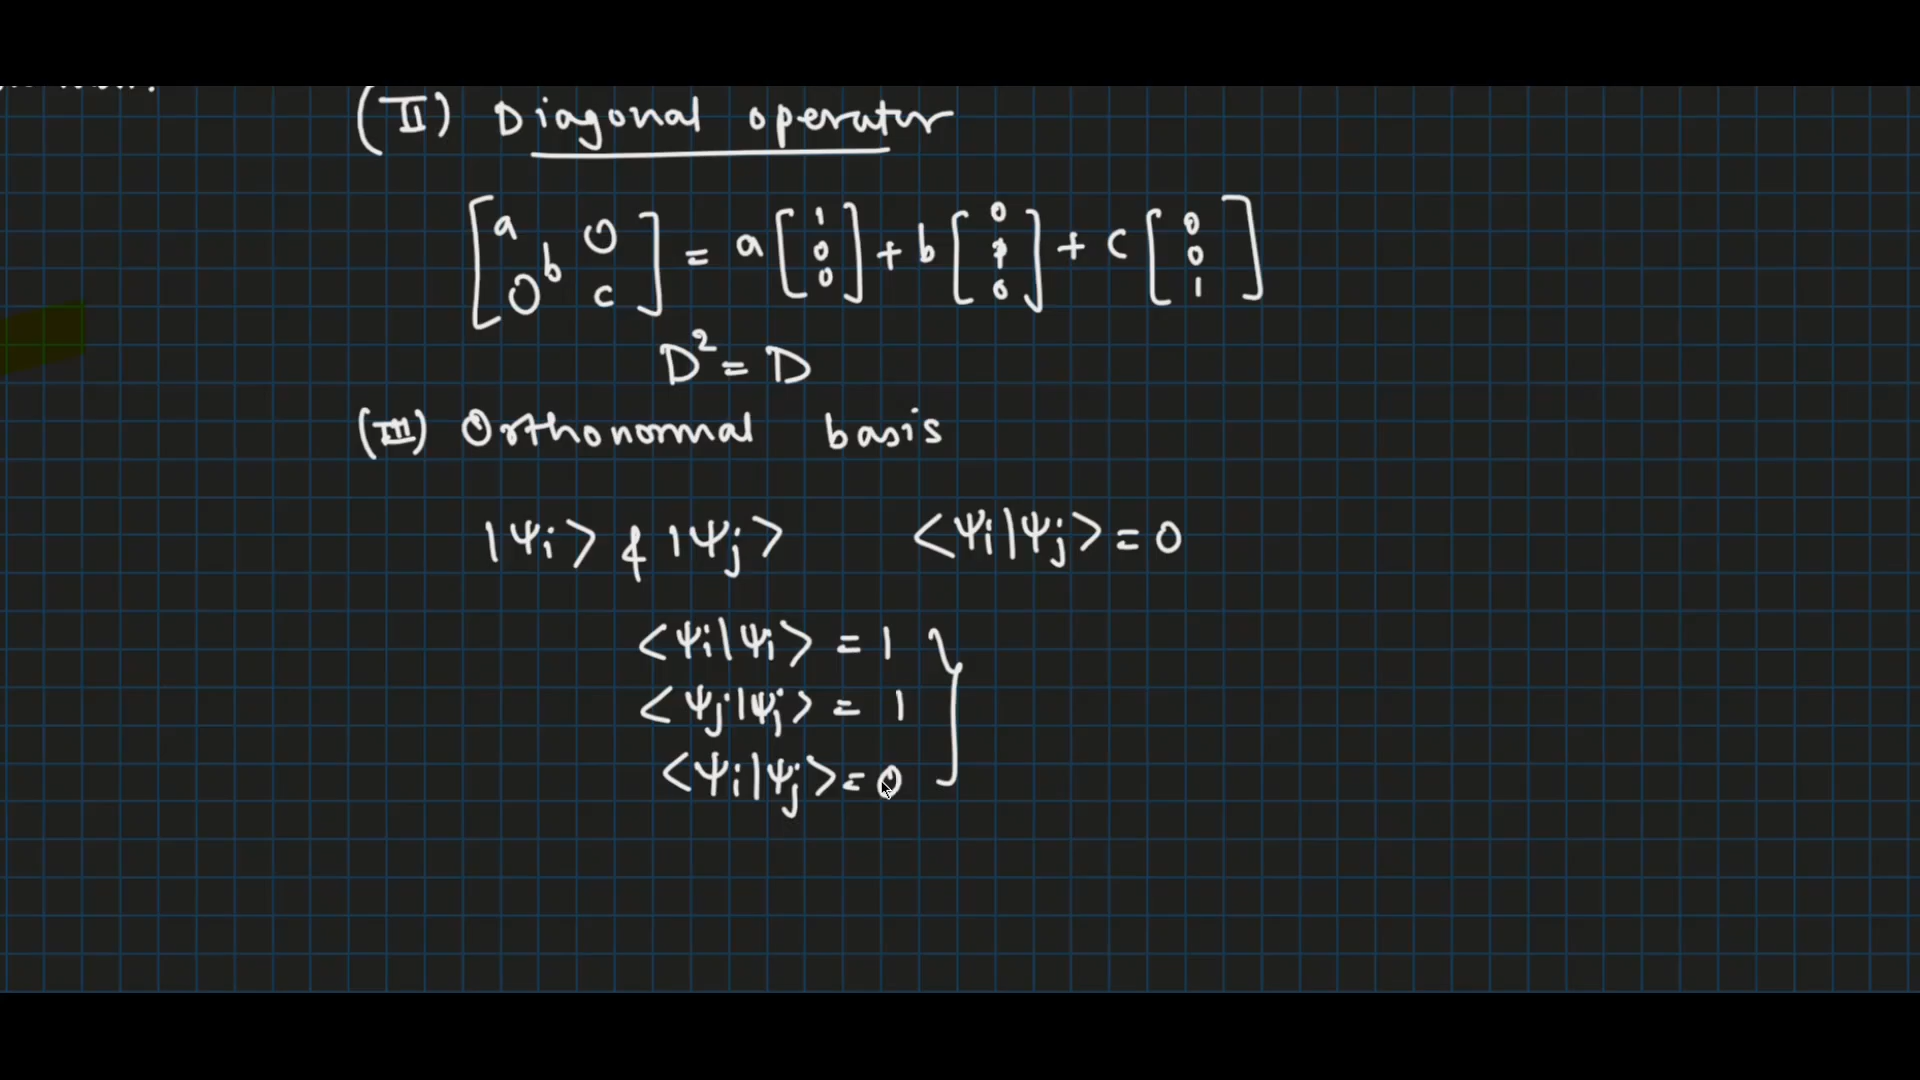 (II) Diagonal operator
[a 0 b 0 c] = a [1 0 0] + b [0 1 0] + c [0 0 1]
D² = D
(III) Orthonormal basis
|Ψi> & |Ψj> <Ψi|Ψj> = 0
<Ψi|Ψi> = 1
<Ψj|Ψj> = 1
<Ψi|Ψj> = 0